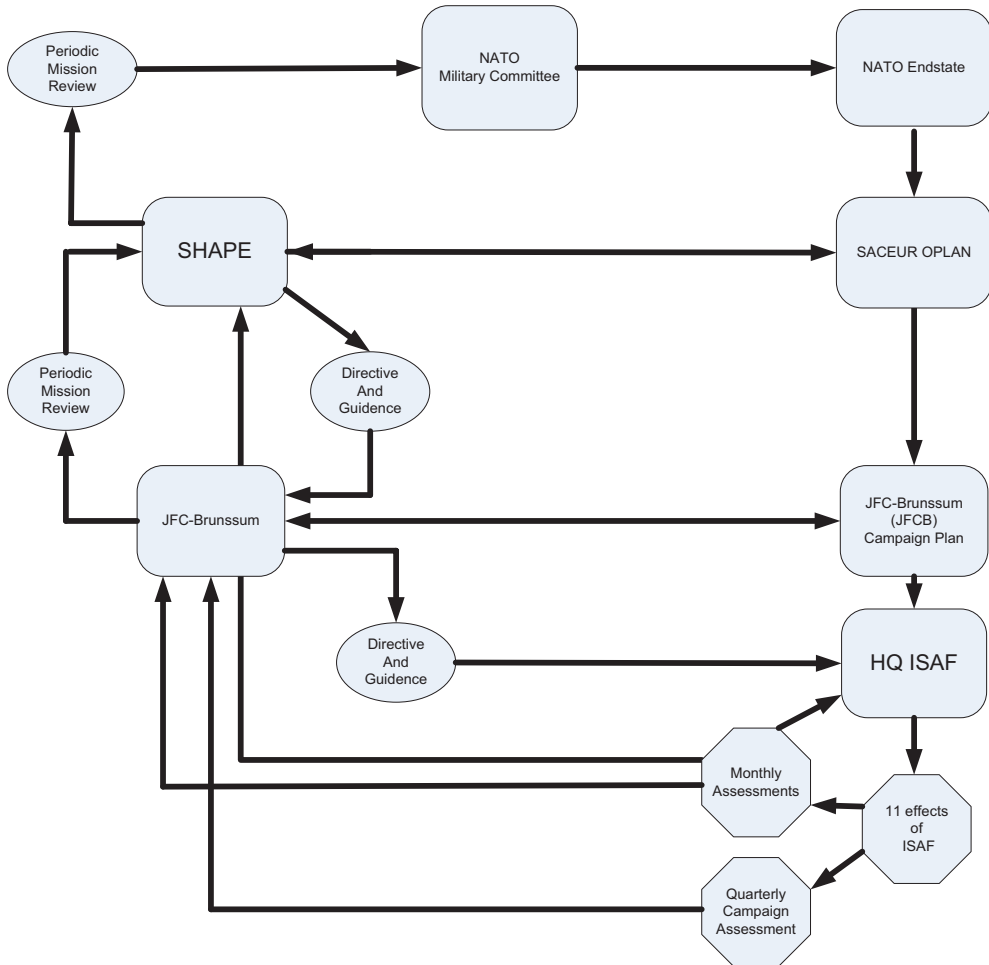 Periodic
Mission
Review
NATO
Military Committee
NATO Endstate
SHAPE
SACEUR OPLAN
Periodic
Mission
Review
Directive
And
Guidence
JFC-Brunssum
JFC-Brunssum
(JFCB)
Campaign Plan
Directive
And
Guidence
HQ ISAF
Monthly
Assessments
11 effects
of
ISAF
Quarterly
Campaign
Assessment